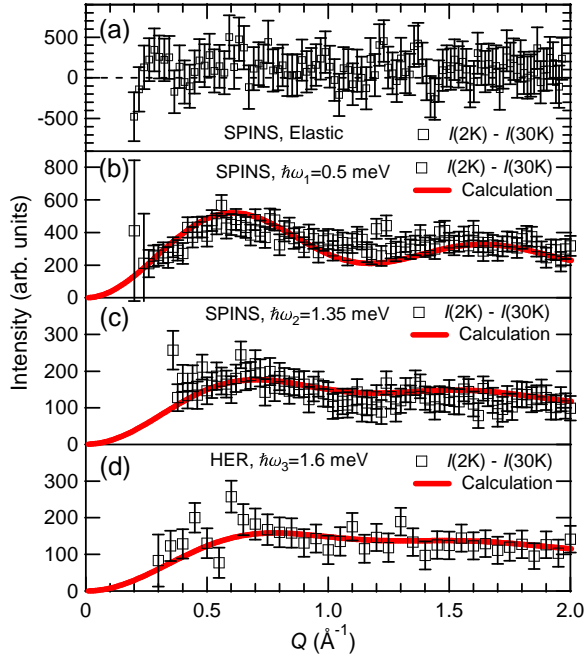 (a)
500
0
-500
SPINS, Elastic
I(2K) - I(30K)
(b)
SPINS, ℏω₁=0.5 meV
I(2K) - I(30K)
Calculation
800
600
400
200
0
(c)
SPINS, ℏω₂=1.35 meV
I(2K) - I(30K)
Calculation
300
200
100
0
(d)
HER, ℏω₃=1.6 meV
I(2K) - I(30K)
Calculation
300
200
100
0
Intensity (arb. units)
0 0.5 1.0 1.5 2.0
Q (Å⁻¹)